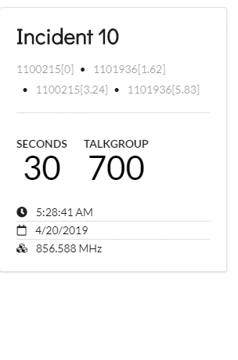 Incident 10
1100215[0] • 1101936[1.62]
• 1100215[3.24] • 1101936[5.83]
SECONDS TALKGROUP
30 700
5:28:41 AM
4/20/2019
856.588 MHz